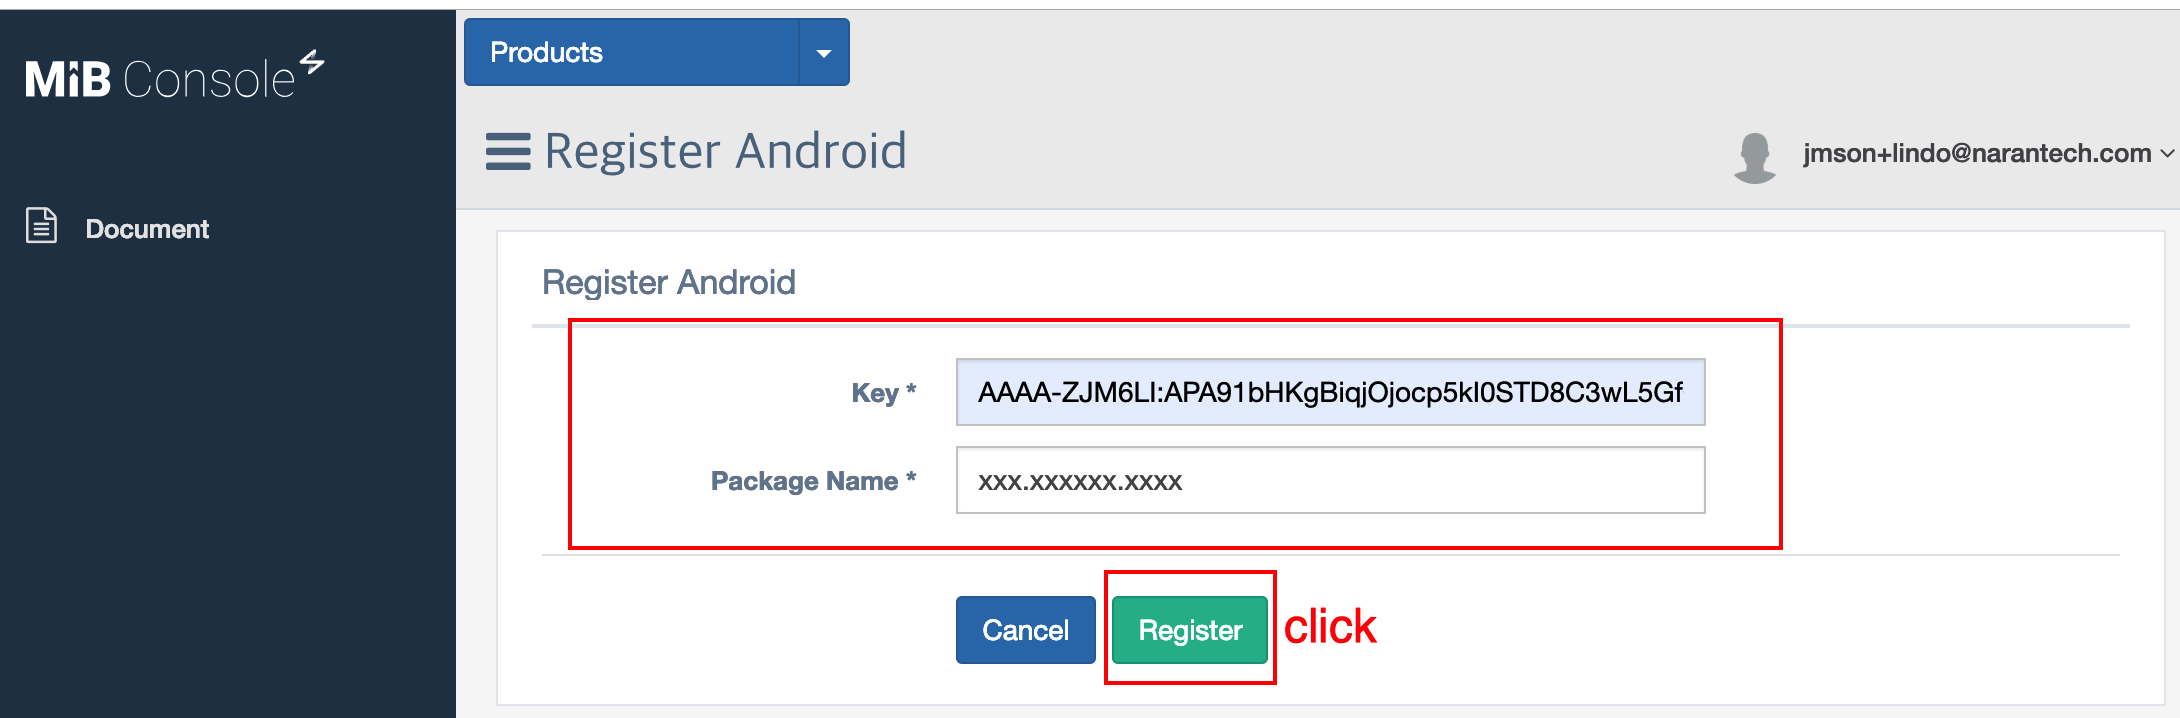 Products
MiB Console
Register Android
jmson+lindo@narantech.com
Document
Register Android
Key *
AAAA-ZJM6LI:APA91bHKgBiqjOjocp5kI0STD8C3wL5Gf
Package Name *
xxx.xxxxxx.xxxx
Cancel
Register
click